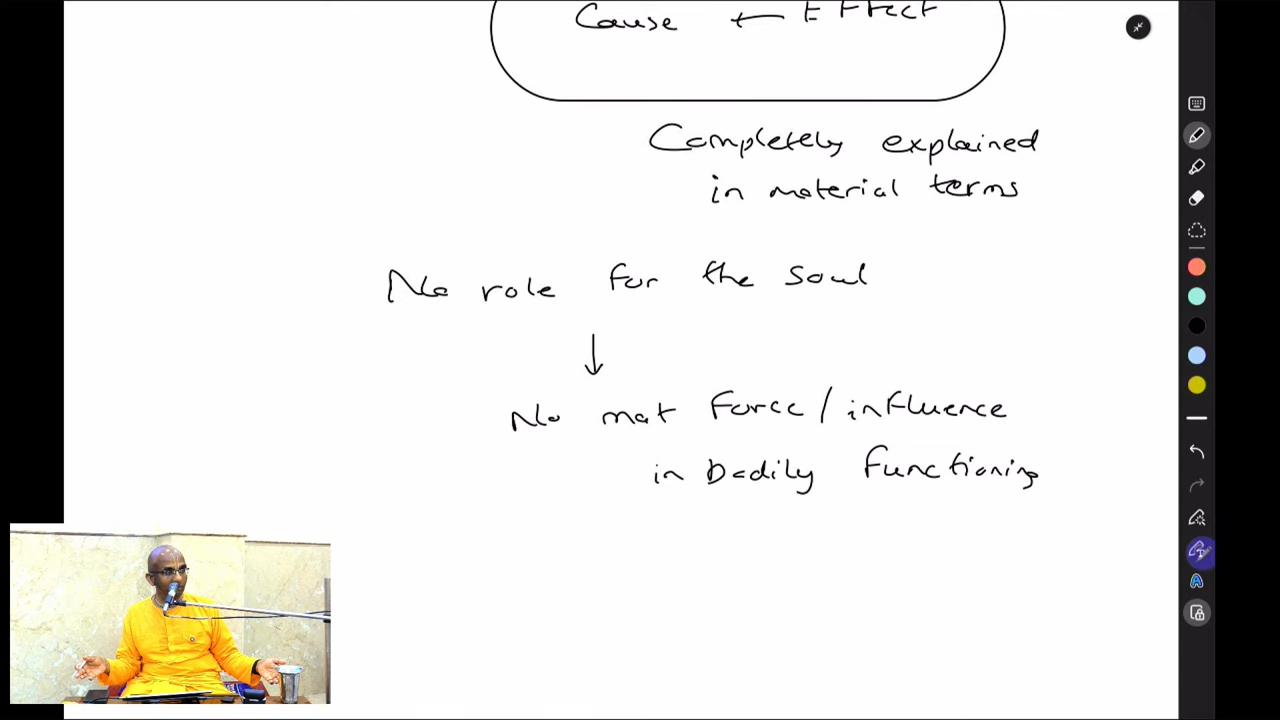 Cause ← Effect
Completely explained
in material terms
No role for the soul
↓
No mat force/influence
in bodily functioning